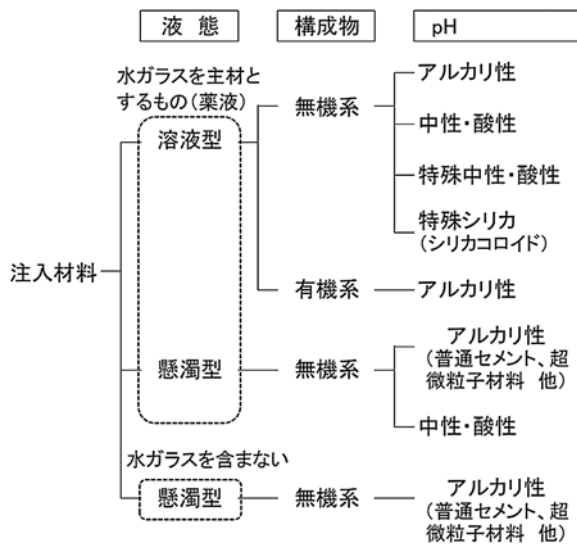 液 態
構成物
pH
水ガラスを主材と
するもの(薬液)
溶液型
無機系
アルカリ性
中性・酸性
特殊中性・酸性
特殊シリカ
(シリカコロイド)
注入材料
有機系
アルカリ性
懸濁型
無機系
アルカリ性
(普通セメント、超
微粒子材料 他)
中性・酸性
水ガラスを含まない
懸濁型
無機系
アルカリ性
(普通セメント、超
微粒子材料 他)